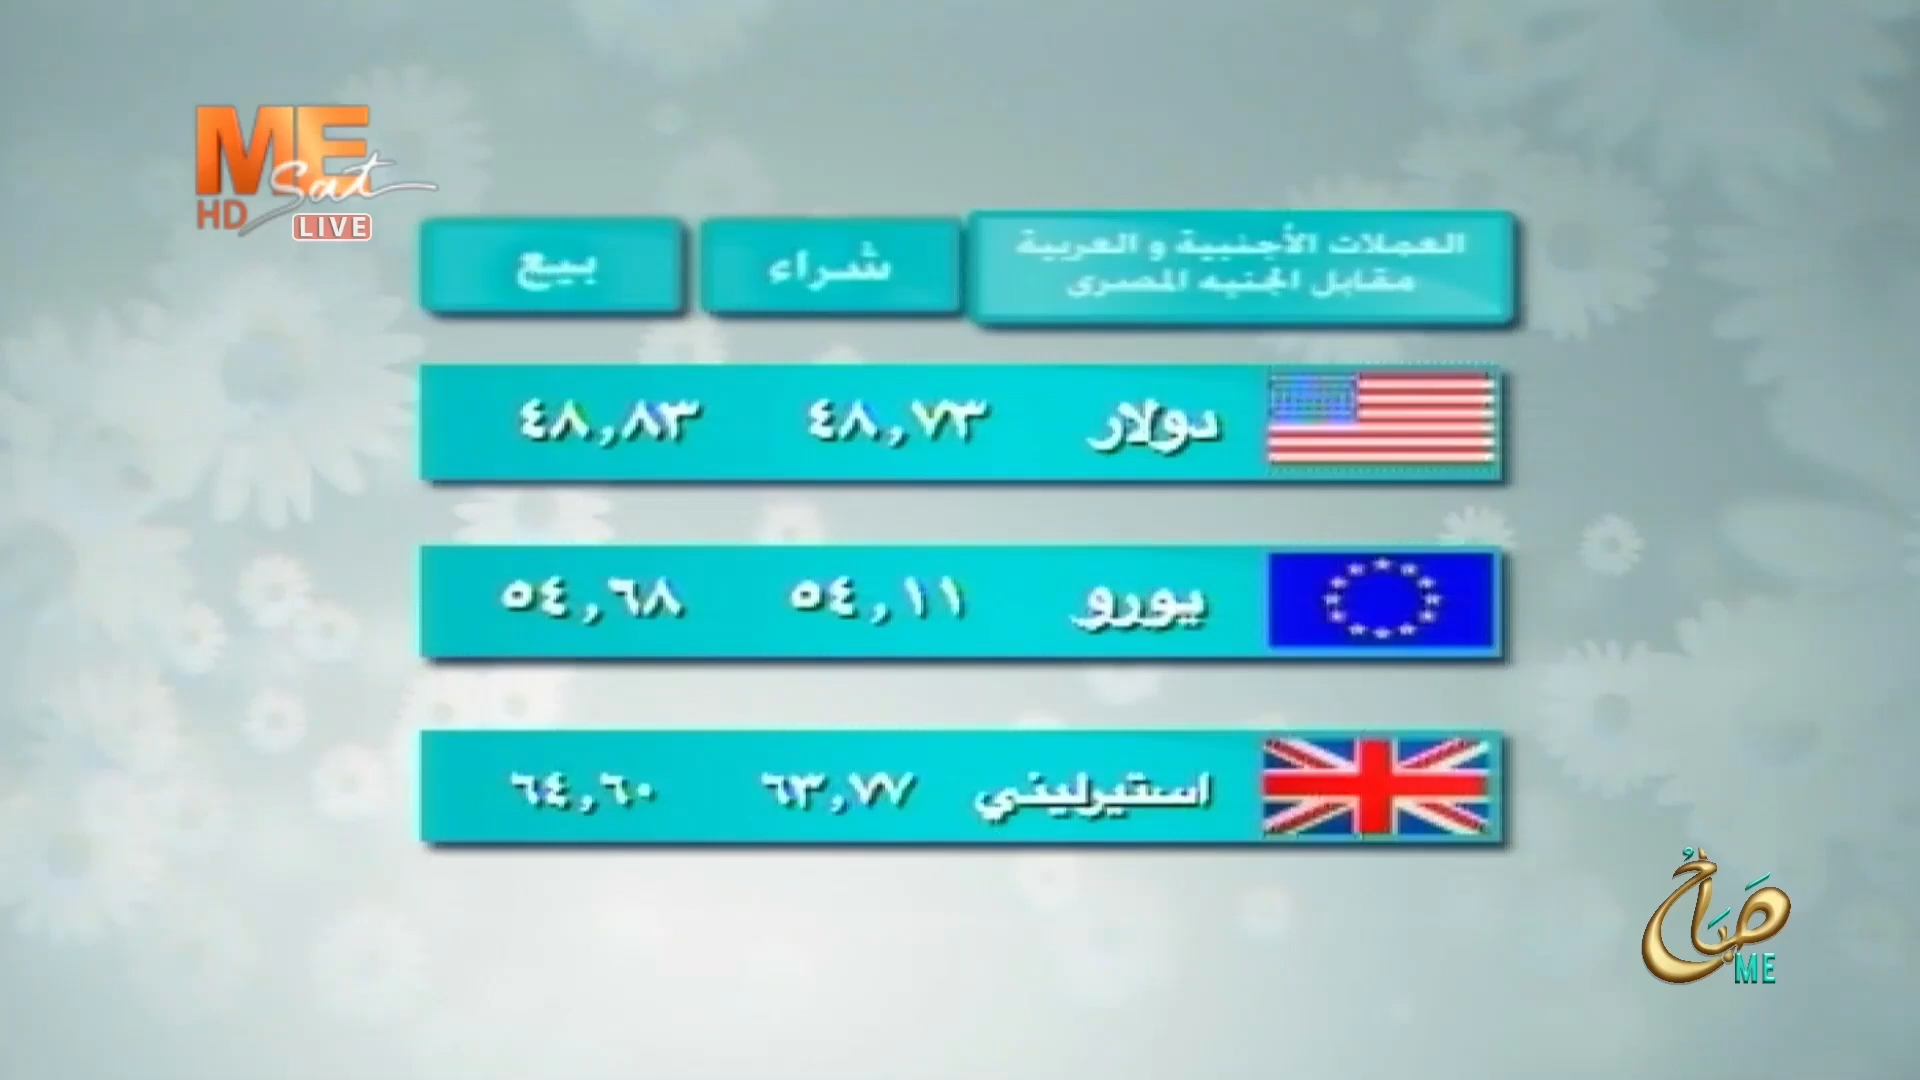 ME
Sat
HD
LIVE
العملات الأجنبية و العربية
مقابل الجنيه المصرى
شراء
بيع
دولار ٤٨,٧٣ ٤٨,٨٣
يورو ٥٤,١١ ٥٤,٦٨
استيرليني ٦٣,٧٧ ٦٤,٦٠
صَبَاحُ
ME